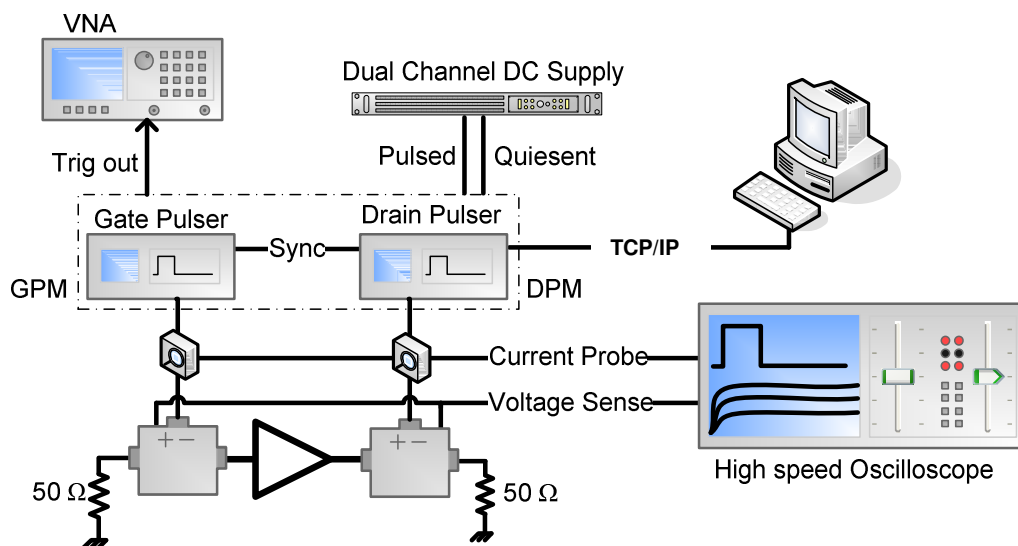 VNA
Dual Channel DC Supply
Trig out
Pulsed
Quiesent
Gate Pulser
Drain Pulser
Sync
TCP/IP
GPM
DPM
Current Probe
Voltage Sense
+ −
+ −
50 Ω
50 Ω
High speed Oscilloscope